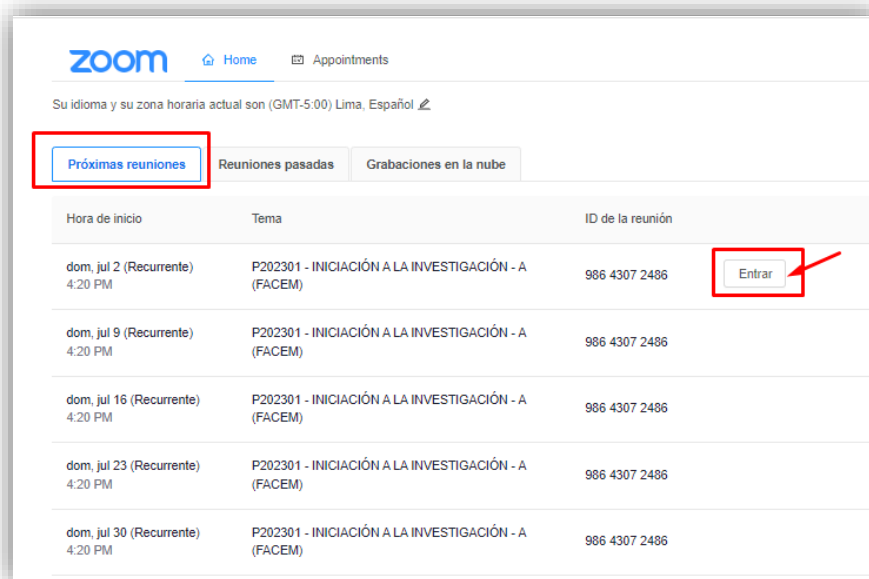 zoom Home Appointments
Su idioma y su zona horaria actual son (GMT-5:00) Lima, Español
Próximas reuniones Reuniones pasadas Grabaciones en la nube
Hora de inicio Tema ID de la reunión
dom, jul 2 (Recurrente) P202301 - INICIACIÓN A LA INVESTIGACIÓN - A 986 4307 2486 Entrar
4:20 PM (FACEM)
dom, jul 9 (Recurrente) P202301 - INICIACIÓN A LA INVESTIGACIÓN - A 986 4307 2486
4:20 PM (FACEM)
dom, jul 16 (Recurrente) P202301 - INICIACIÓN A LA INVESTIGACIÓN - A 986 4307 2486
4:20 PM (FACEM)
dom, jul 23 (Recurrente) P202301 - INICIACIÓN A LA INVESTIGACIÓN - A 986 4307 2486
4:20 PM (FACEM)
dom, jul 30 (Recurrente) P202301 - INICIACIÓN A LA INVESTIGACIÓN - A 986 4307 2486
4:20 PM (FACEM)